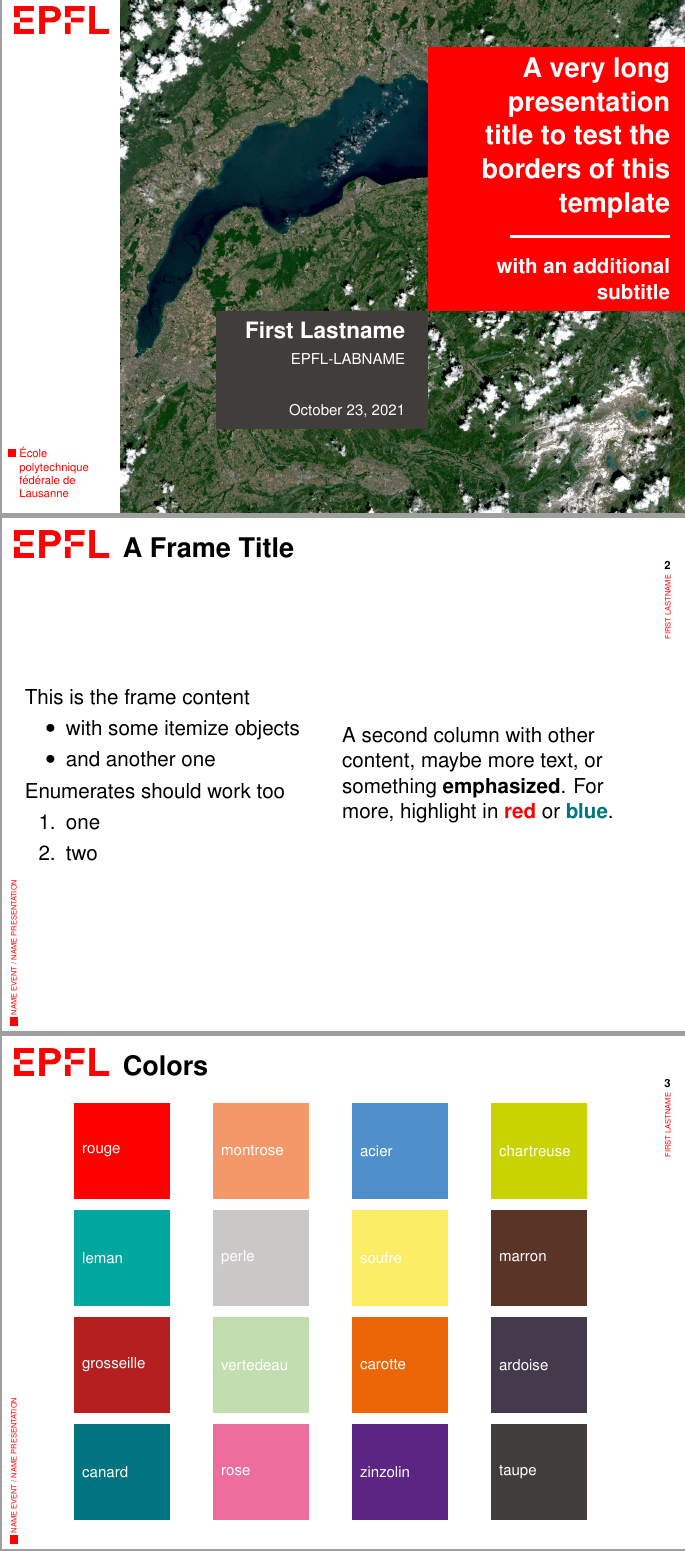 EPFL
A very long
presentation
title to test the
borders of this
template
with an additional
subtitle
First Lastname
EPFL-LABNAME
October 23, 2021
École
polytechnique
fédérale de
Lausanne
EPFL A Frame Title
2
FIRST LASTNAME
This is the frame content
• with some itemize objects
• and another one
Enumerates should work too
1. one
2. two
A second column with other
content, maybe more text, or
something emphasized. For
more, highlight in red or blue.
NAME EVENT / NAME PRESENTATION
EPFL Colors
3
FIRST LASTNAME
rouge montrose acier chartreuse
leman perle soufre marron
grosseille vertedeau carotte ardoise
canard rose zinzolin taupe
NAME EVENT / NAME PRESENTATION